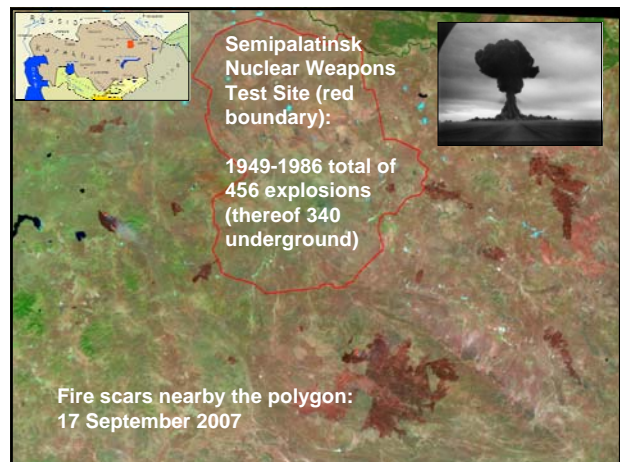 Semipalatinsk
Nuclear Weapons
Test Site (red
boundary):
1949-1986 total of
456 explosions
(thereof 340
underground)
Fire scars nearby the polygon:
17 September 2007